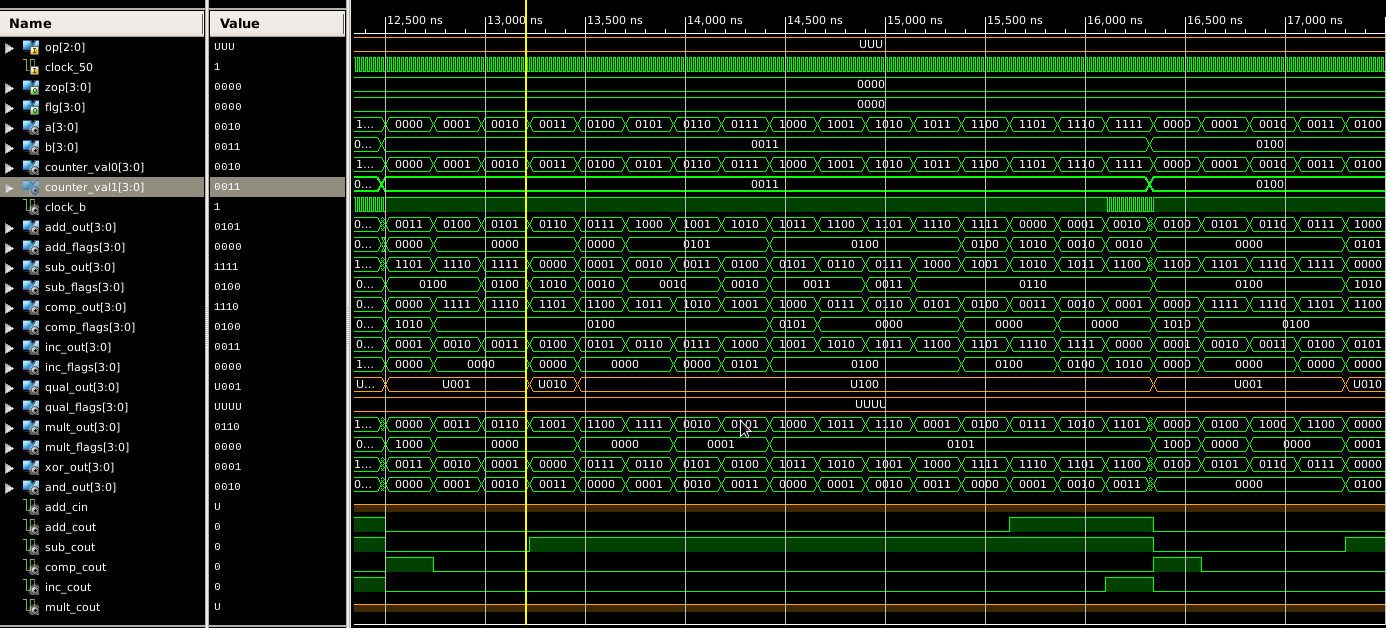 Name Value 12,500 ns 13,000 ns 13,500 ns 14,000 ns 14,500 ns 15,000 ns 15,500 ns 16,000 ns 16,500 ns 17,000 ns
op[2:0] UUU UUU
clock_50 1
zop[3:0] 0000 0000
flg[3:0] 0000 0000
a[3:0] 0010 1... 0000 0001 0010 0011 0100 0101 0110 0111 1000 1001 1010 1011 1100 1101 1110 1111 0000 0001 0010 0011 0100
b[3:0] 0011 0... 0011 0100
counter_val0[3:0] 0010 1... 0000 0001 0010 0011 0100 0101 0110 0111 1000 1001 1010 1011 1100 1101 1110 1111 0000 0001 0010 0011 0100
counter_val1[3:0] 0011 0... 0011 0100
clock_b 1
add_out[3:0] 0101 0... 0011 0100 0101 0110 0111 1000 1001 1010 1011 1100 1101 1110 1111 0000 0001 0010 0100 0101 0110 0111 1000
add_flags[3:0] 0000 0... 0000 0000 0000 0101 0100 0100 1010 0010 0010 0000 0101
sub_out[3:0] 1111 1... 1101 1110 1111 0000 0001 0010 0011 0100 0101 0110 0111 1000 1001 1010 1011 1100 1100 1101 1110 1111 0000
sub_flags[3:0] 0100 0... 0100 0100 1010 0010 0010 0010 0011 0011 0110 0100 1010
comp_out[3:0] 1110 1... 0000 1111 1110 1101 1100 1011 1010 1001 1000 0111 0110 0101 0100 0011 0010 0001 0000 1111 1110 1101 1100
comp_flags[3:0] 0100 0... 1010 0100 0101 0000 0000 0000 1010 0100
inc_out[3:0] 0011 0... 0001 0010 0011 0100 0101 0110 0111 1000 1001 1010 1011 1100 1101 1110 1111 0000 0001 0010 0011 0100 0101
inc_flags[3:0] 0000 1... 0000 0000 0000 0000 0000 0101 0100 0100 0100 1010 0000 0000 0000 0000
qual_out[3:0] U001 U... U001 U010 U100 U001 U010
qual_flags[3:0] UUUU UUUU
mult_out[3:0] 0110 1... 0000 0011 0110 1001 1100 1111 0010 0101 1000 1011 1110 0001 0100 0111 1010 1101 0000 0100 1000 1100 0000
mult_flags[3:0] 0000 0... 1000 0000 0000 0001 0101 1000 0000 0000 0001
xor_out[3:0] 0001 1... 0011 0010 0001 0000 0111 0110 0101 0100 1011 1010 1001 1000 1111 1110 1101 1100 0100 0101 0110 0111 0000
and_out[3:0] 0010 0... 0000 0001 0010 0011 0000 0001 0010 0011 0000 0001 0010 0011 0000 0001 0010 0011 0000 0100
add_cin U
add_cout 0
sub_cout 0
comp_cout 0
inc_cout 0
mult_cout U